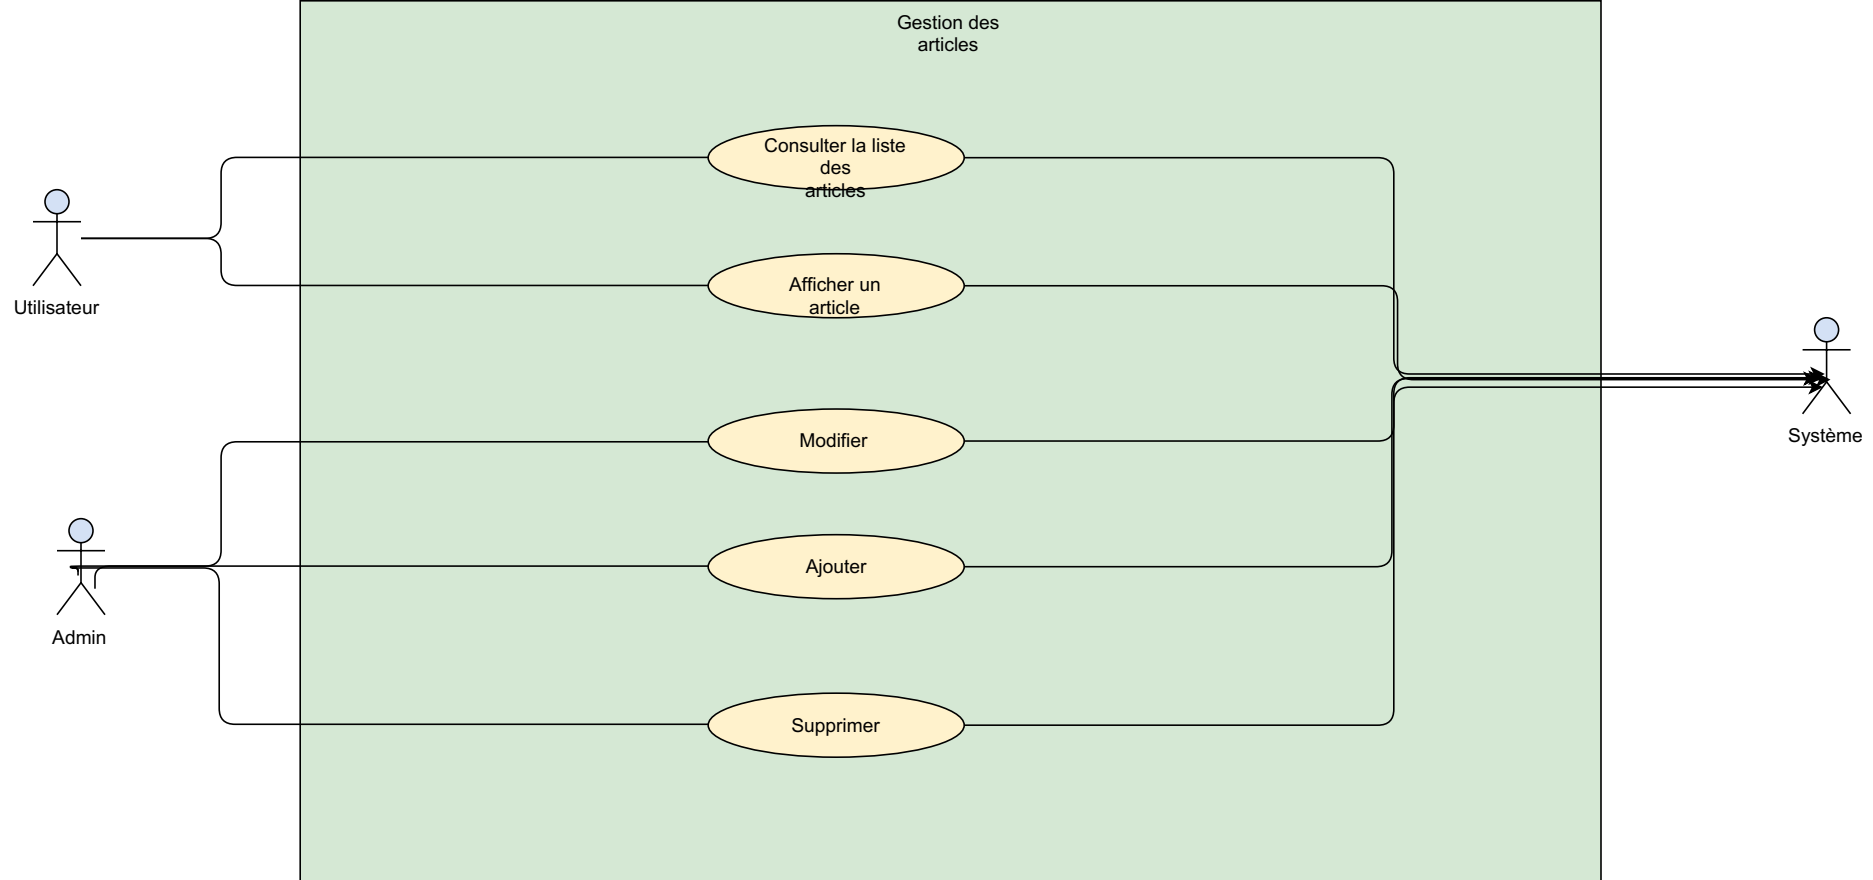 Gestion des
articles
Consulter la liste
des
articles
Utilisateur
Afficher un
article
Système
Modifier
Admin
Ajouter
Supprimer